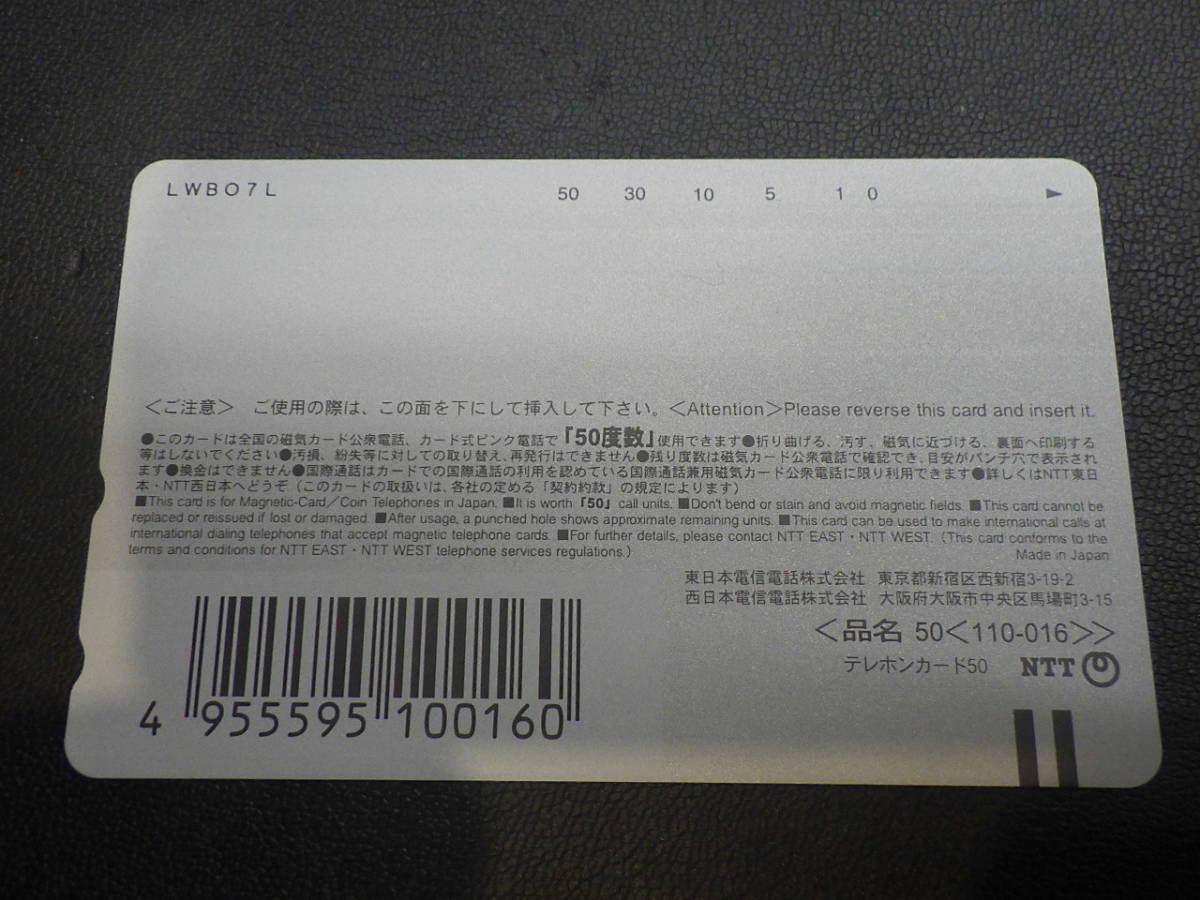 LWB07L 50 30 10 5 1 0 ▶
＜ご注意＞ ご使用の際は、この面を下にして挿入して下さい。＜Attention＞Please reverse this card and insert it.
●このカードは全国の磁気カード公衆電話、カード式ピンク電話で「50度数」使用できます●折り曲げる、汚す、磁気に近づける、裏面へ印刷する
等はしないでください●汚損、紛失等に対しての取り替え、再発行はできません●残り度数は磁気カード公衆電話で確認でき、目安がパンチ穴で表示され
ます●換金はできません●国際通話はカードでの国際通話の利用を認めている国際通話兼用磁気カード公衆電話に限り利用できます●詳しくはNTT東日
本・NTT西日本へどうぞ（このカードの取扱いは、各社の定める「契約約款」の規定によります）
■This card is for Magnetic-Card／Coin Telephones in Japan. ■It is worth「50」call units. ■Don't bend or stain and avoid magnetic fields. ■This card cannot be
replaced or reissued if lost or damaged. ■After usage, a punched hole shows approximate remaining units. ■This card can be used to make international calls at
international dialing telephones that accept magnetic telephone cards. ■For further details, please contact NTT EAST・NTT WEST. (This card conforms to the
terms and conditions for NTT EAST・NTT WEST telephone services regulations.) Made in Japan
東日本電信電話株式会社 東京都新宿区西新宿3-19-2
西日本電信電話株式会社 大阪府大阪市中央区馬場町3-15
＜品名 50＜110-016＞＞
テレホンカード50 NTT
4 955595 100160